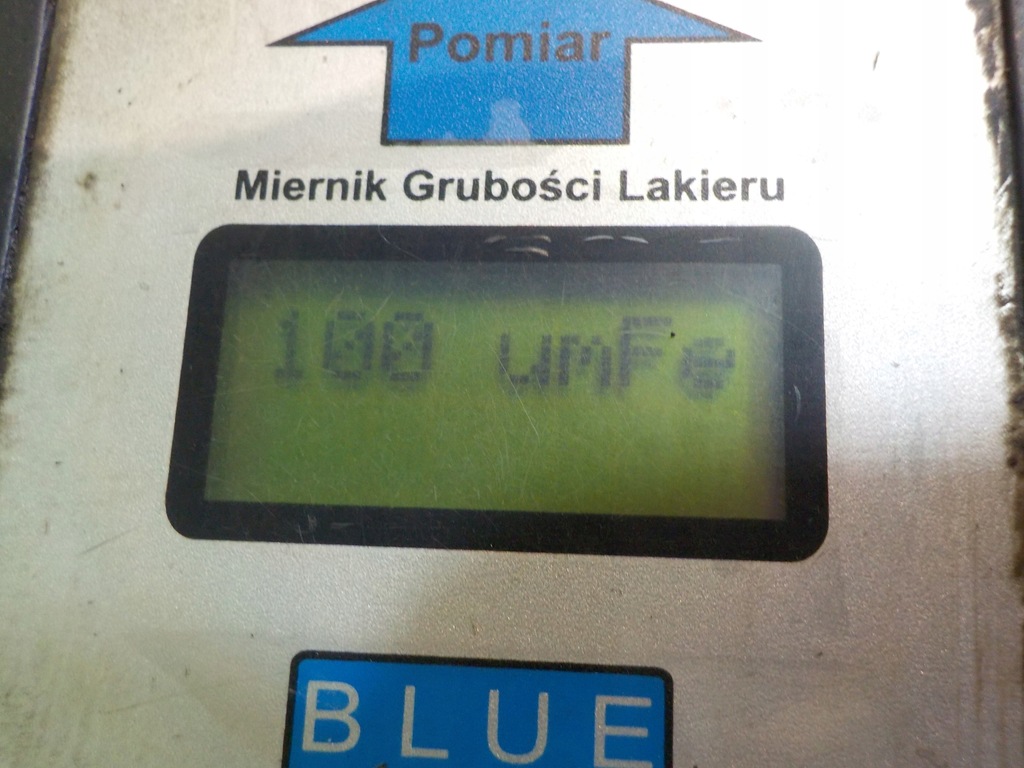 Pomiar
Miernik Grubości Lakieru
100 umFe
BLUE